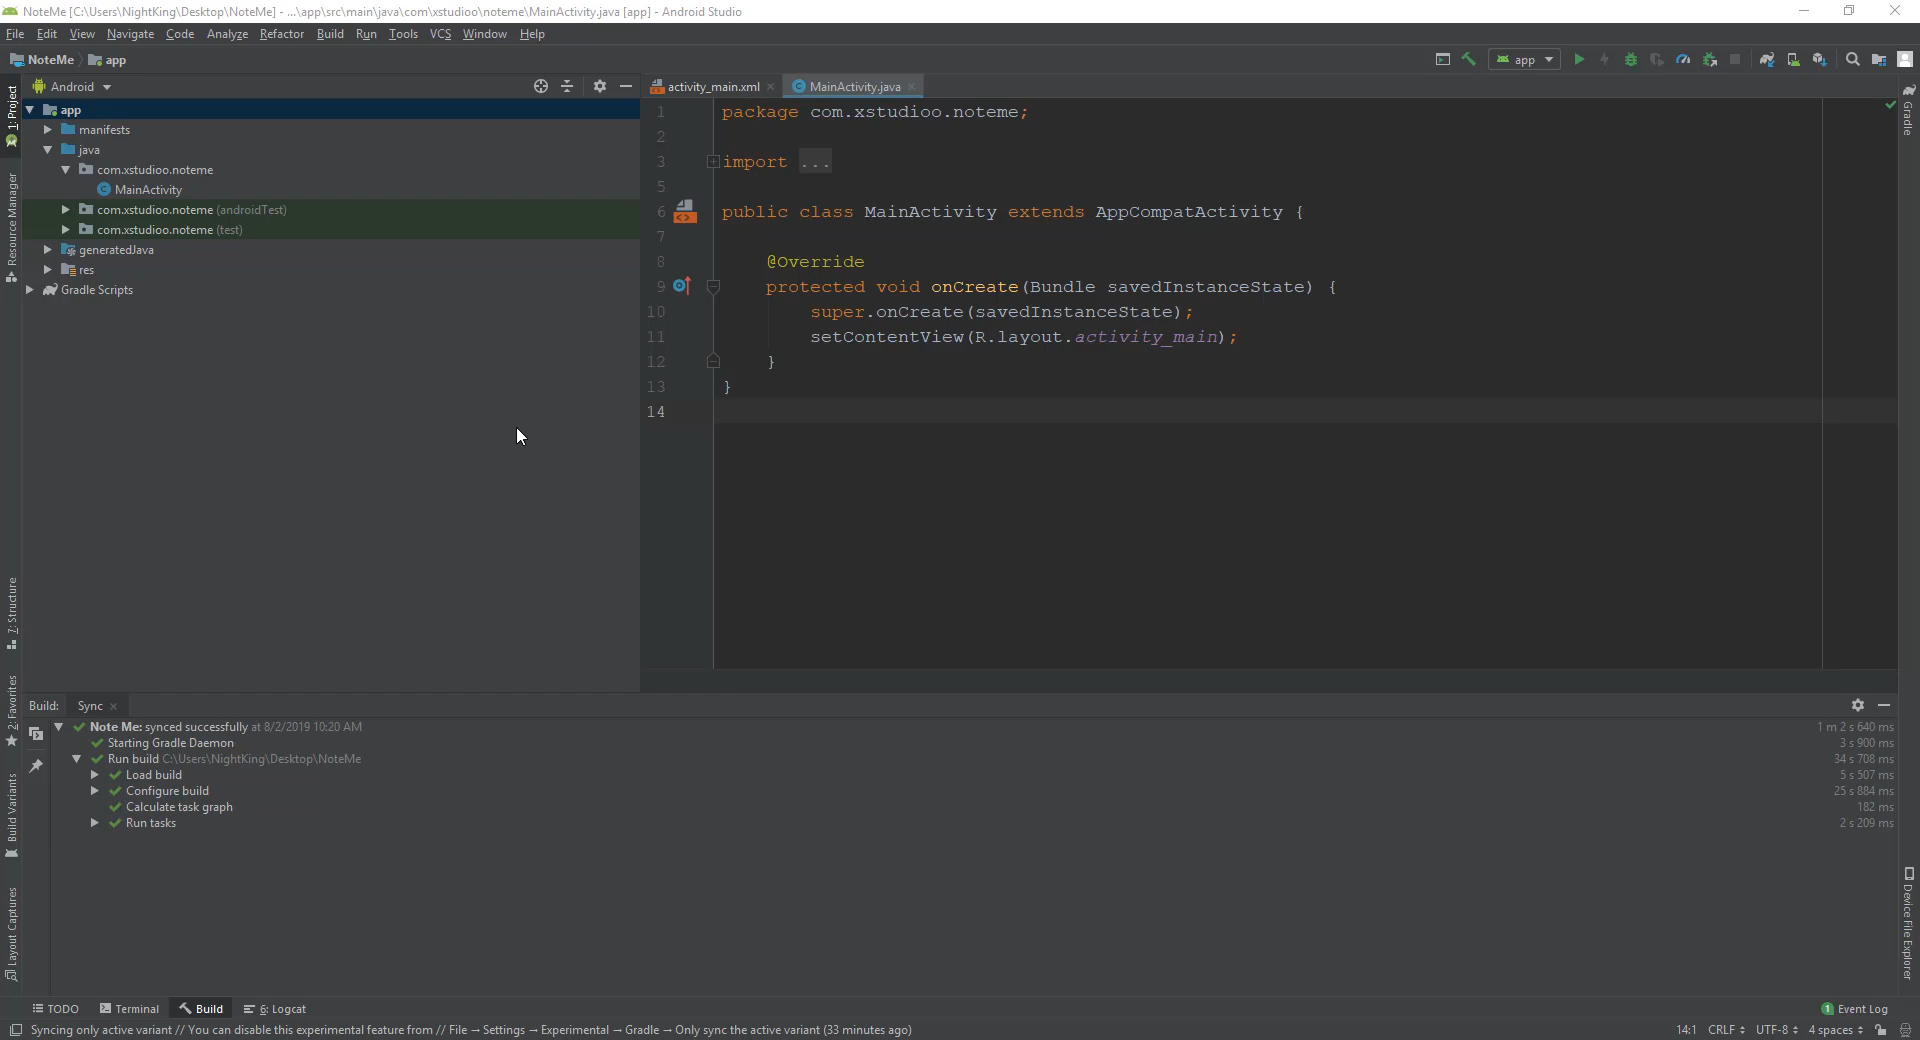 NoteMe [C:\Users\NightKing\Desktop\NoteMe] - ...\app\src\main\java\com\xstudioo\noteme\MainActivity.java [app] - Android Studio
File Edit View Navigate Code Analyze Refactor Build Run Tools VCS Window Help
NoteMe app
app
Android
activity_main.xml
MainActivity.java
1: Project
Resource Manager
7: Structure
2: Favorites
Build Variants
Layout Captures
app
manifests
java
com.xstudioo.noteme
MainActivity
com.xstudioo.noteme (androidTest)
com.xstudioo.noteme (test)
generatedJava
res
Gradle Scripts
1 package com.xstudioo.noteme;
2
3 import ...
5
6 public class MainActivity extends AppCompatActivity {
7
8 @Override
9 protected void onCreate(Bundle savedInstanceState) {
10 super.onCreate(savedInstanceState);
11 setContentView(R.layout.activity_main);
12 }
13 }
14
Gradle
Device File Explorer
Build: Sync
Note Me: synced successfully at 8/2/2019 10:20 AM 1 m 2 s 640 ms
Starting Gradle Daemon 3 s 900 ms
Run build C:\Users\NightKing\Desktop\NoteMe 34 s 708 ms
Load build 5 s 507 ms
Configure build 25 s 884 ms
Calculate task graph 182 ms
Run tasks 2 s 209 ms
TODO Terminal Build 6: Logcat 1 Event Log
Syncing only active variant // You can disable this experimental feature from // File → Settings → Experimental → Gradle → Only sync the active variant (33 minutes ago) 14:1 CRLF UTF-8 4 spaces